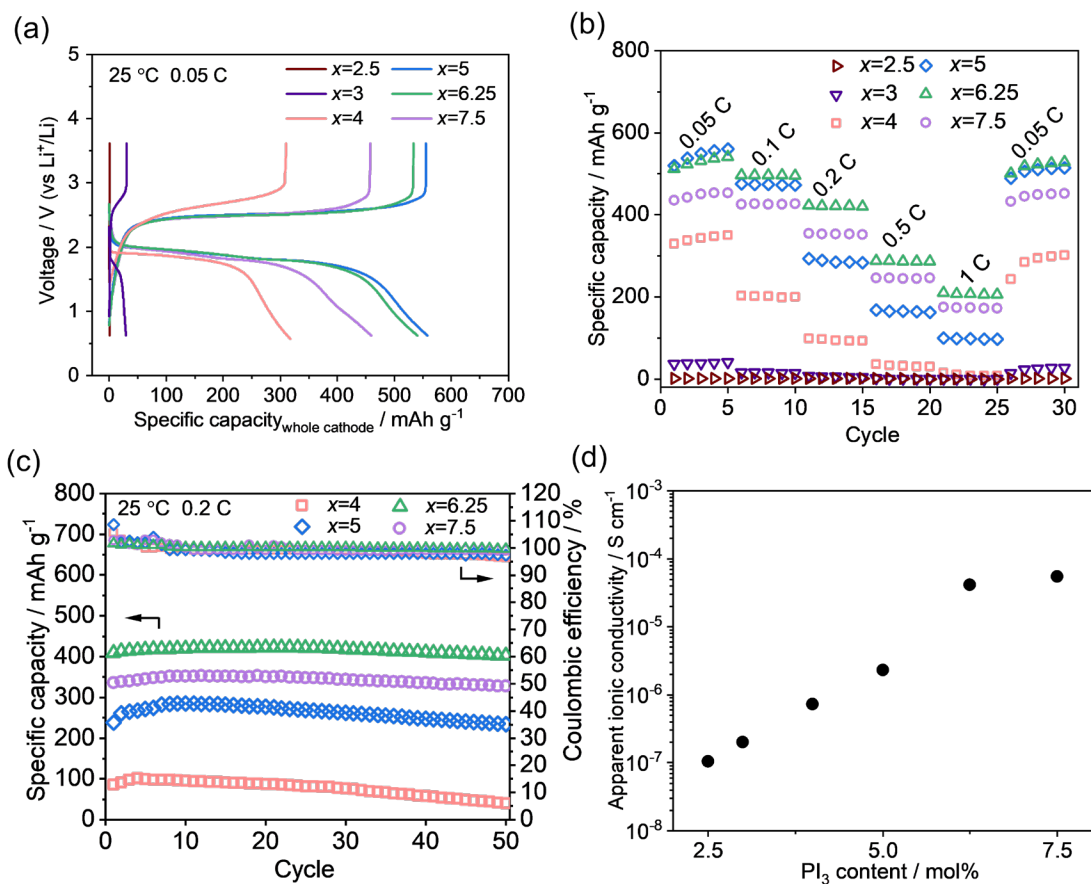 (a)
25 °C 0.05 C
x=2.5
x=3
x=4
x=5
x=6.25
x=7.5
5
4
3
2
1
0
Voltage / V (vs Li⁺/Li)
0 100 200 300 400 500 600 700
Specific capacity whole cathode / mAh g⁻¹
(b)
x=2.5
x=3
x=4
x=5
x=6.25
x=7.5
0.05 C
0.1 C
0.2 C
0.5 C
1 C
0.05 C
800
600
400
200
0
Specific capacity / mAh g⁻¹
0 5 10 15 20 25 30
Cycle
(c)
25 °C 0.2 C
x=4
x=5
x=6.25
x=7.5
800
700
600
500
400
300
200
100
0
Specific capacity / mAh g⁻¹
120
110
100
90
80
70
60
50
40
30
20
10
0
Coulombic efficiency / %
0 10 20 30 40 50
Cycle
(d)
10⁻³
10⁻⁴
10⁻⁵
10⁻⁶
10⁻⁷
10⁻⁸
Apparent ionic conductivity / S cm⁻¹
2.5 5.0 7.5
PI₃ content / mol%